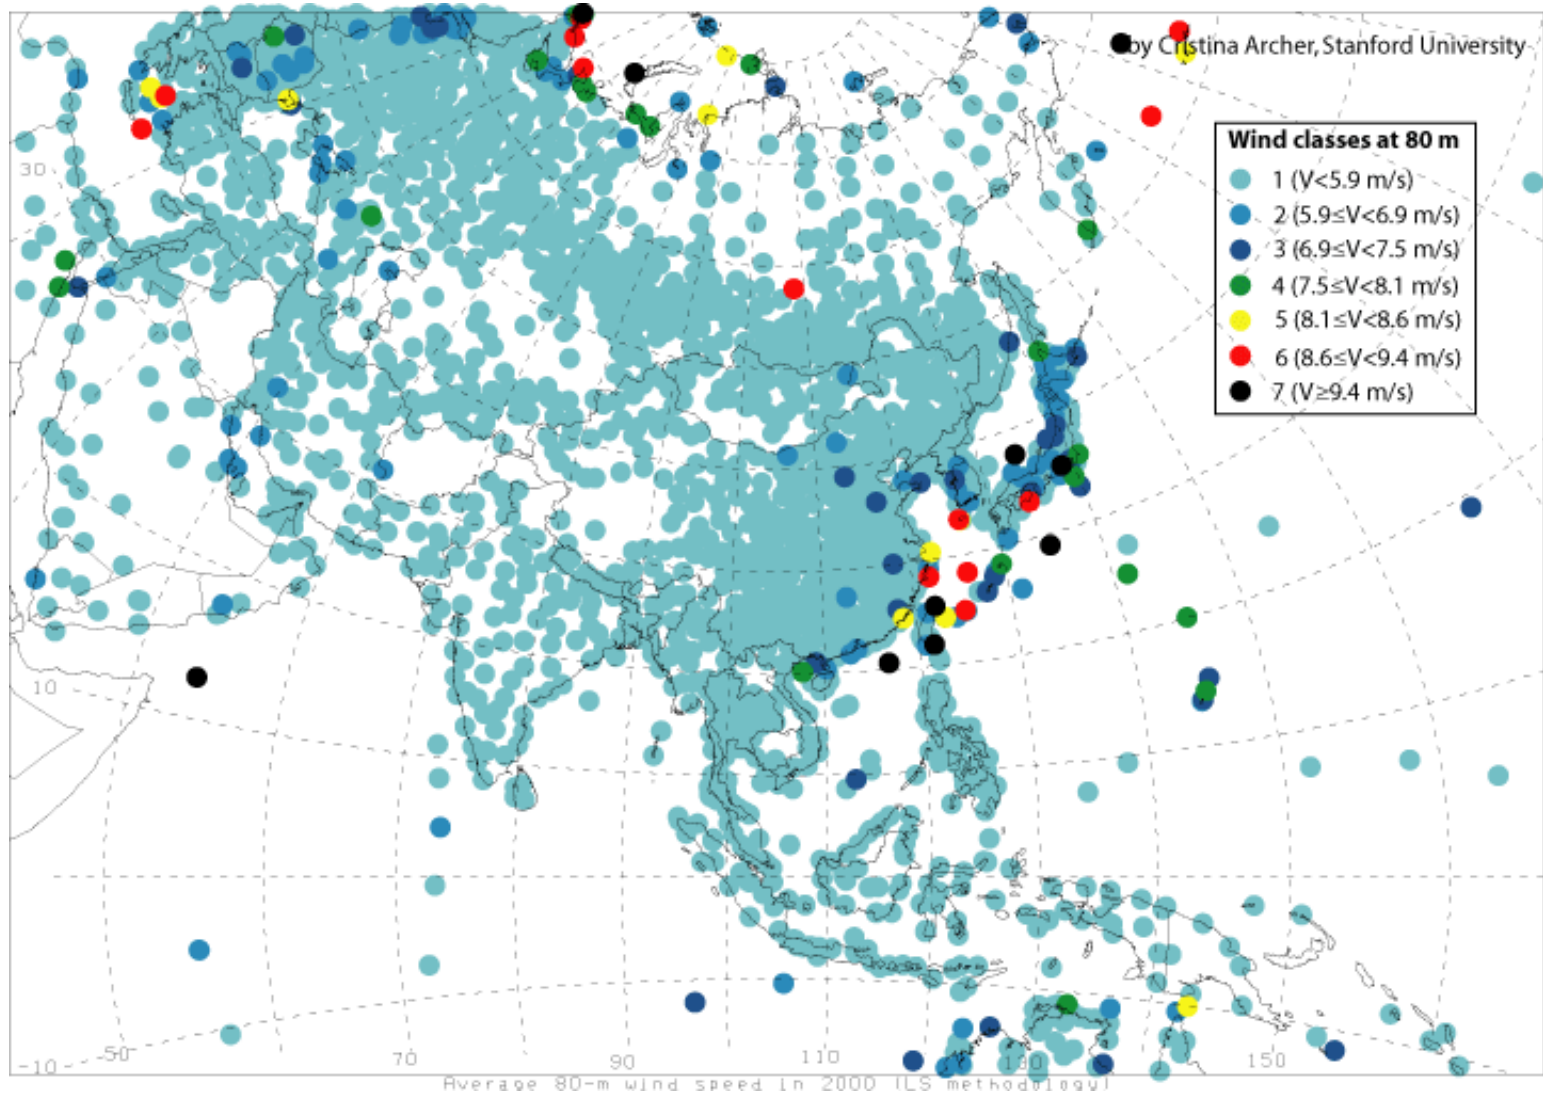 by Cristina Archer, Stanford University
Wind classes at 80 m
1 (V<5.9 m/s)
2 (5.9≤V<6.9 m/s)
3 (6.9≤V<7.5 m/s)
4 (7.5≤V<8.1 m/s)
5 (8.1≤V<8.6 m/s)
6 (8.6≤V<9.4 m/s)
7 (V≥9.4 m/s)
30
10
-10
-50
70
90
110
130
150
Average 80-m wind speed in 2000 (LS methodology)